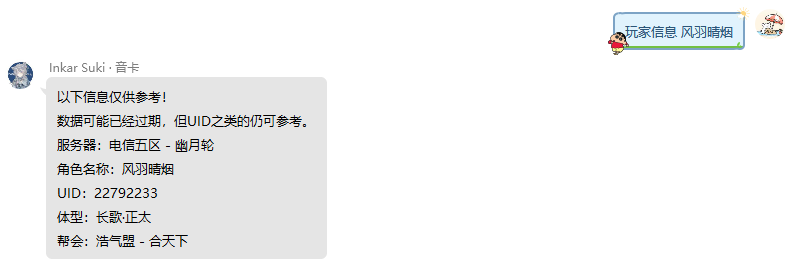 玩家信息 风羽晴烟
Inkar Suki · 音卡
以下信息仅供参考！
数据可能已经过期，但UID之类的仍可参考。
服务器：电信五区 - 幽月轮
角色名称：风羽晴烟
UID：22792233
体型：长歌·正太
帮会：浩气盟 - 合天下